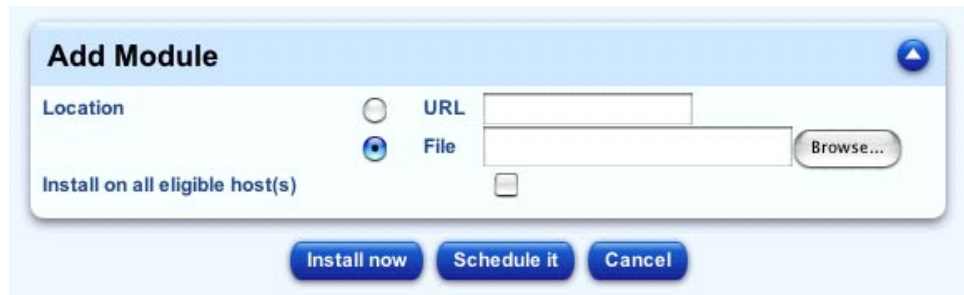 Add Module
Location URL
File Browse...
Install on all eligible host(s)
Install now Schedule it Cancel